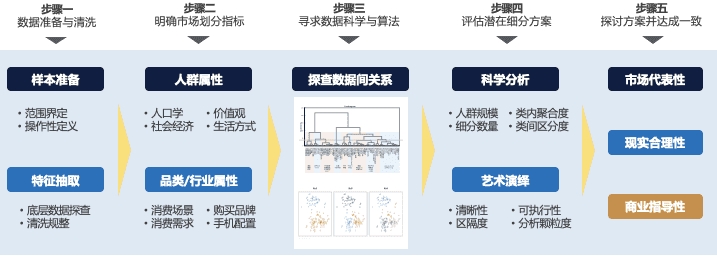 步骤一
数据准备与清洗
步骤二
明确市场划分指标
步骤三
寻求数据科学与算法
步骤四
评估潜在细分方案
步骤五
探讨方案并达成一致
样本准备
• 范围界定
• 操作性定义
特征抽取
• 底层数据探查
• 清洗规整
人群属性
• 人口学
• 价值观
• 社会经济
• 生活方式
品类/行业属性
• 消费场景
• 购买品牌
• 消费需求
• 手机配置
探查数据间关系
科学分析
• 人群规模
• 类内聚合度
• 细分数量
• 类间区分度
艺术演绎
• 清晰性
• 可执行性
• 区隔度
• 分析颗粒度
市场代表性
现实合理性
商业指导性